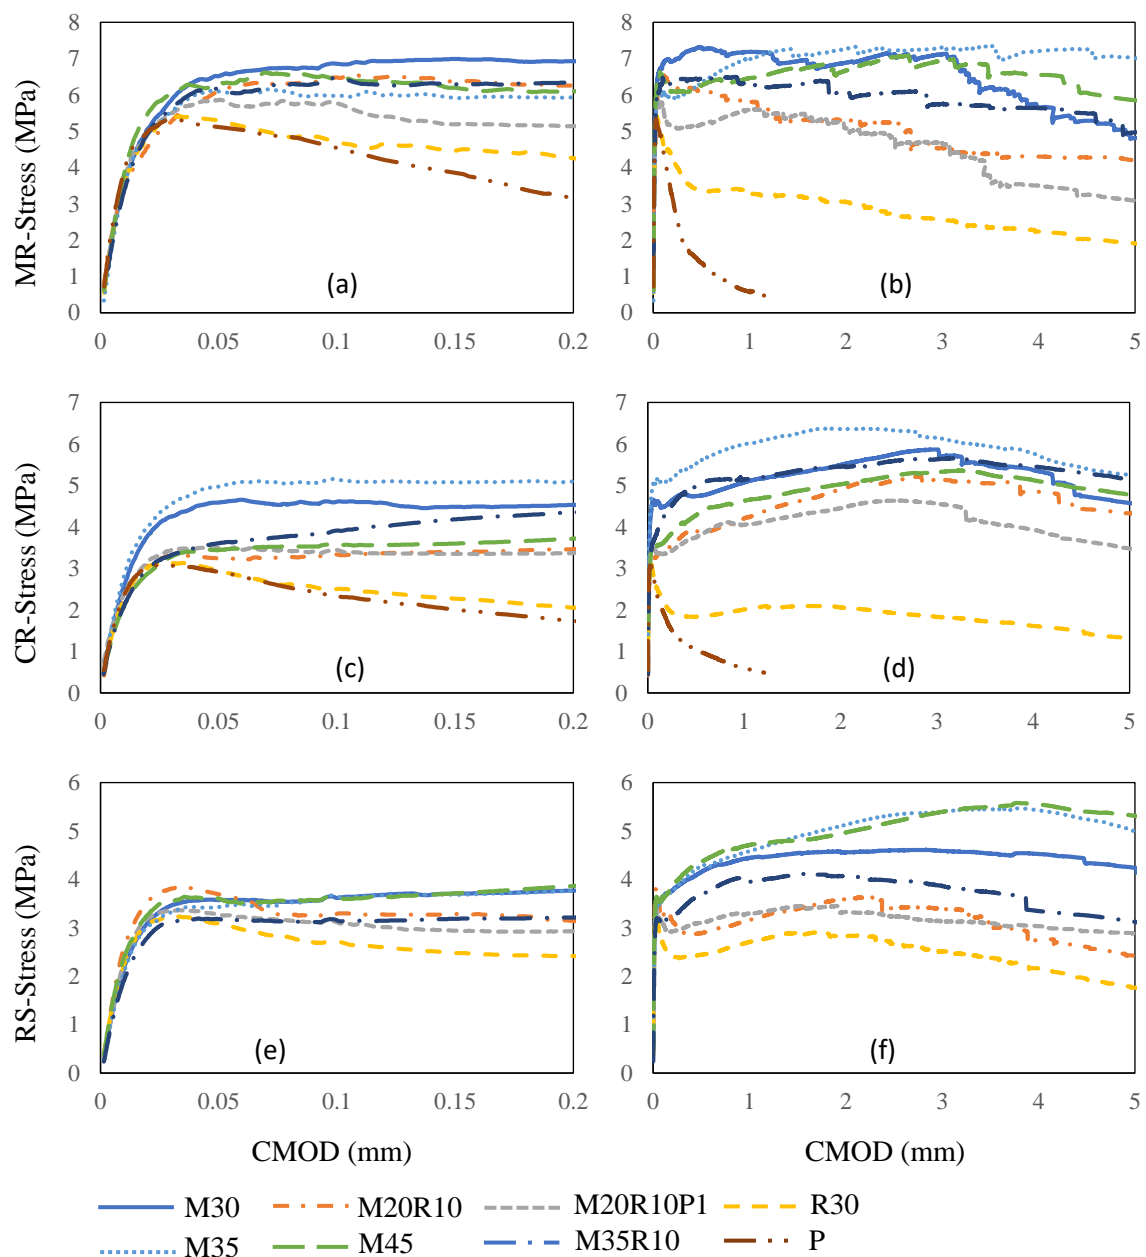 MR-Stress (MPa)
8
7
6
5
4
3
2
1
0
(a)
0 0.05 0.1 0.15 0.2
8
7
6
5
4
3
2
1
0
(b)
0 1 2 3 4 5
CR-Stress (MPa)
7
6
5
4
3
2
1
0
(c)
0 0.05 0.1 0.15 0.2
7
6
5
4
3
2
1
0
(d)
0 1 2 3 4 5
RS-Stress (MPa)
6
5
4
3
2
1
0
(e)
0 0.05 0.1 0.15 0.2
CMOD (mm)
6
5
4
3
2
1
0
(f)
0 1 2 3 4 5
CMOD (mm)
M30 M20R10 M20R10P1 R30
M35 M45 M35R10 P